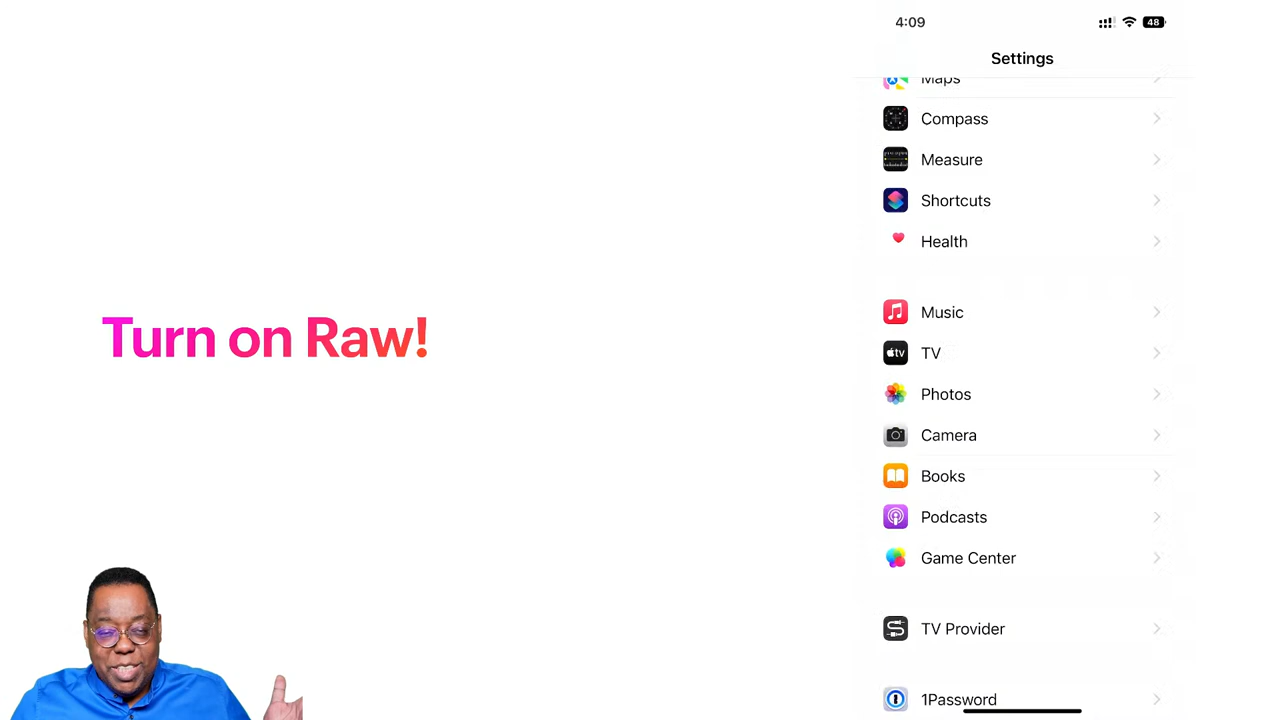 4:09
48
Settings
Maps
Compass
Measure
Shortcuts
Health
Music
tv
TV
Photos
Camera
Books
Podcasts
Game Center
TV Provider
1Password
Turn on Raw!